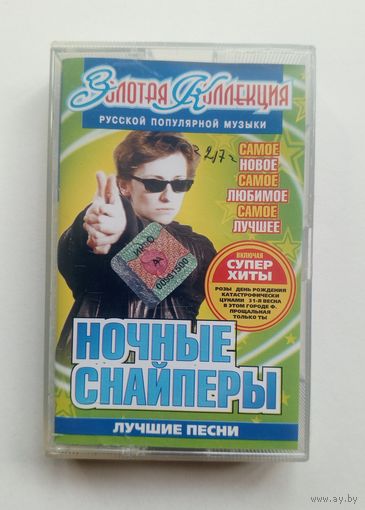 Золотая Коллекция
РУССКОЙ ПОПУЛЯРНОЙ МУЗЫКИ
САМОЕ
НОВОЕ
САМОЕ
ЛЮБИМОЕ
САМОЕ
ЛУЧШЕЕ
ВКЛЮЧАЯ
СУПЕР
ХИТЫ
РОЗЫ ДЕНЬ РОЖДЕНИЯ
КАТАСТРОФИЧЕСКИ
ЦУНАМИ 31-Я ВЕСНА
В ЭТОМ ГОРОДЕ Ф.
ПРОЩАЛЬНАЯ
ТОЛЬКО ТЫ
НОЧНЫЕ
СНАЙПЕРЫ
ЛУЧШИЕ ПЕСНИ
http://www.ay.by